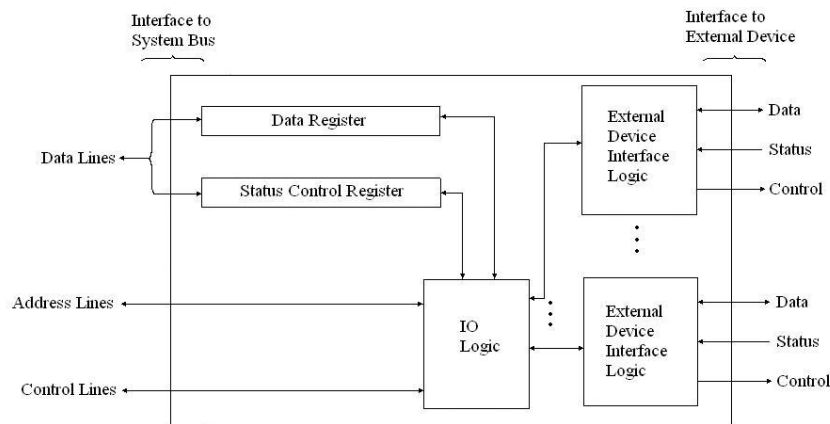 Interface to
System Bus
Interface to
External Device
Data Register
Data Lines
Status Control Register
External
Device
Interface
Logic
Data
Status
Control
Address Lines
IO
Logic
Control Lines
External
Device
Interface
Logic
Data
Status
Control